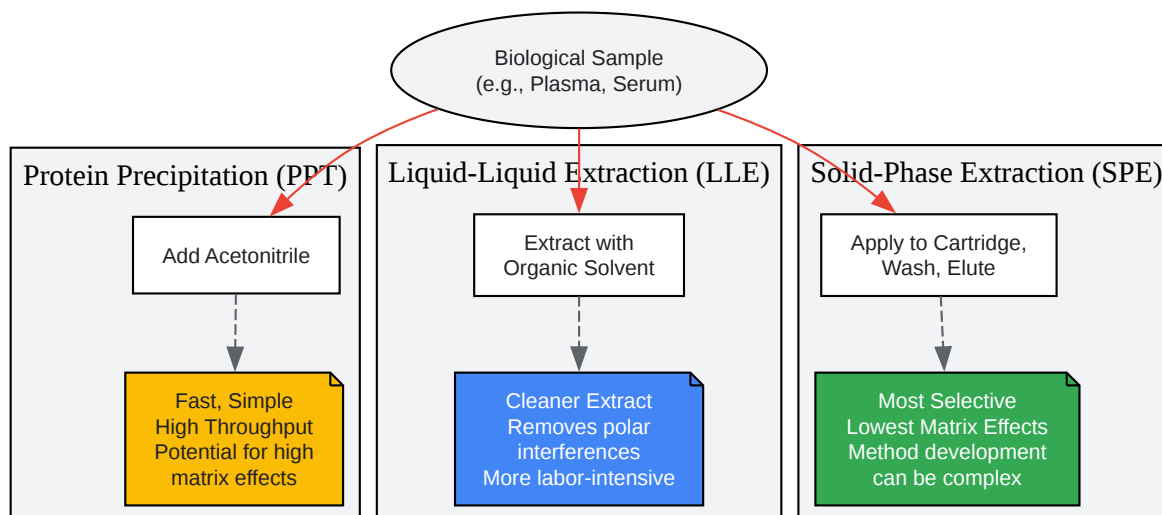 Biological Sample
(e.g., Plasma, Serum)
Protein Precipitation (PPT)
Add Acetonitrile
Fast, Simple
High Throughput
Potential for high
matrix effects
Liquid-Liquid Extraction (LLE)
Extract with
Organic Solvent
Cleaner Extract
Removes polar
interferences
More labor-intensive
Solid-Phase Extraction (SPE)
Apply to Cartridge,
Wash, Elute
Most Selective
Lowest Matrix Effects
Method development
can be complex